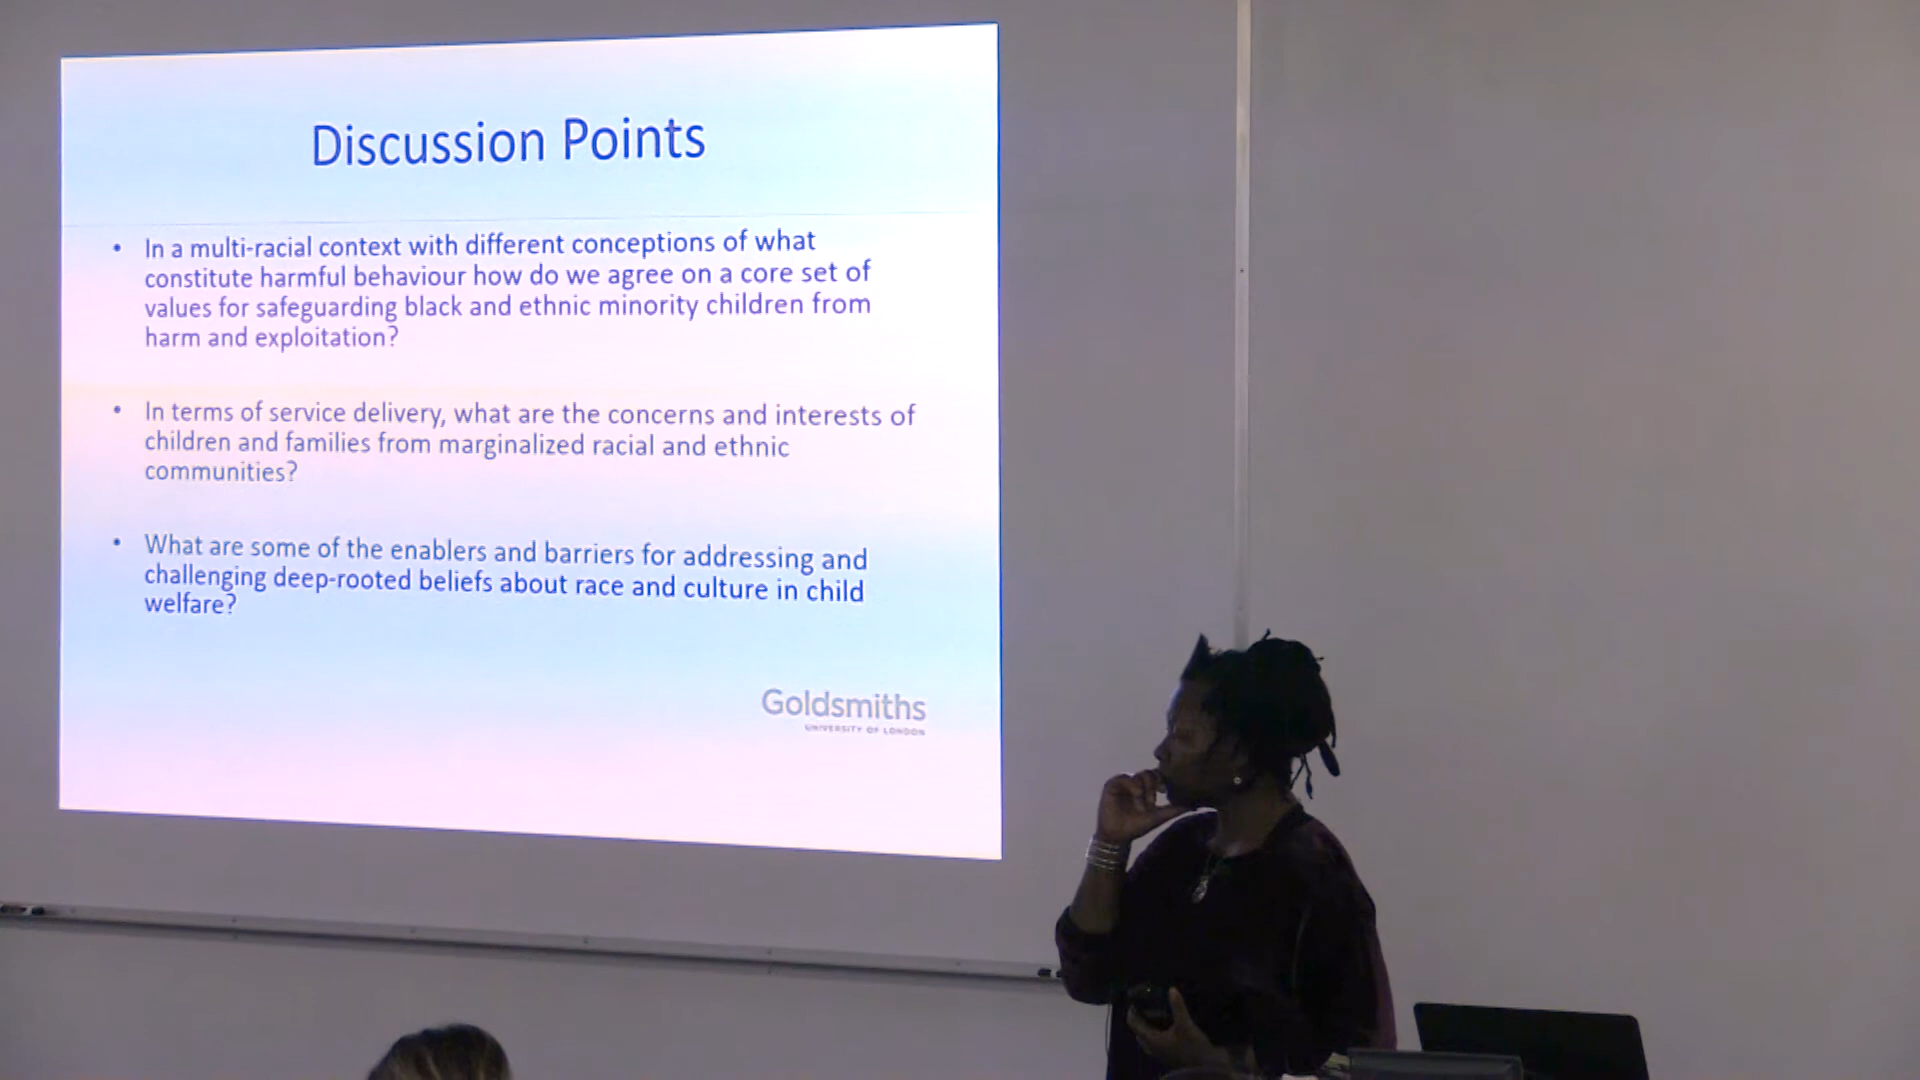 Discussion Points
• In a multi-racial context with different conceptions of what
constitute harmful behaviour how do we agree on a core set of
values for safeguarding black and ethnic minority children from
harm and exploitation?
• In terms of service delivery, what are the concerns and interests of
children and families from marginalized racial and ethnic
communities?
• What are some of the enablers and barriers for addressing and
challenging deep-rooted beliefs about race and culture in child
welfare?
Goldsmiths
UNIVERSITY OF LONDON